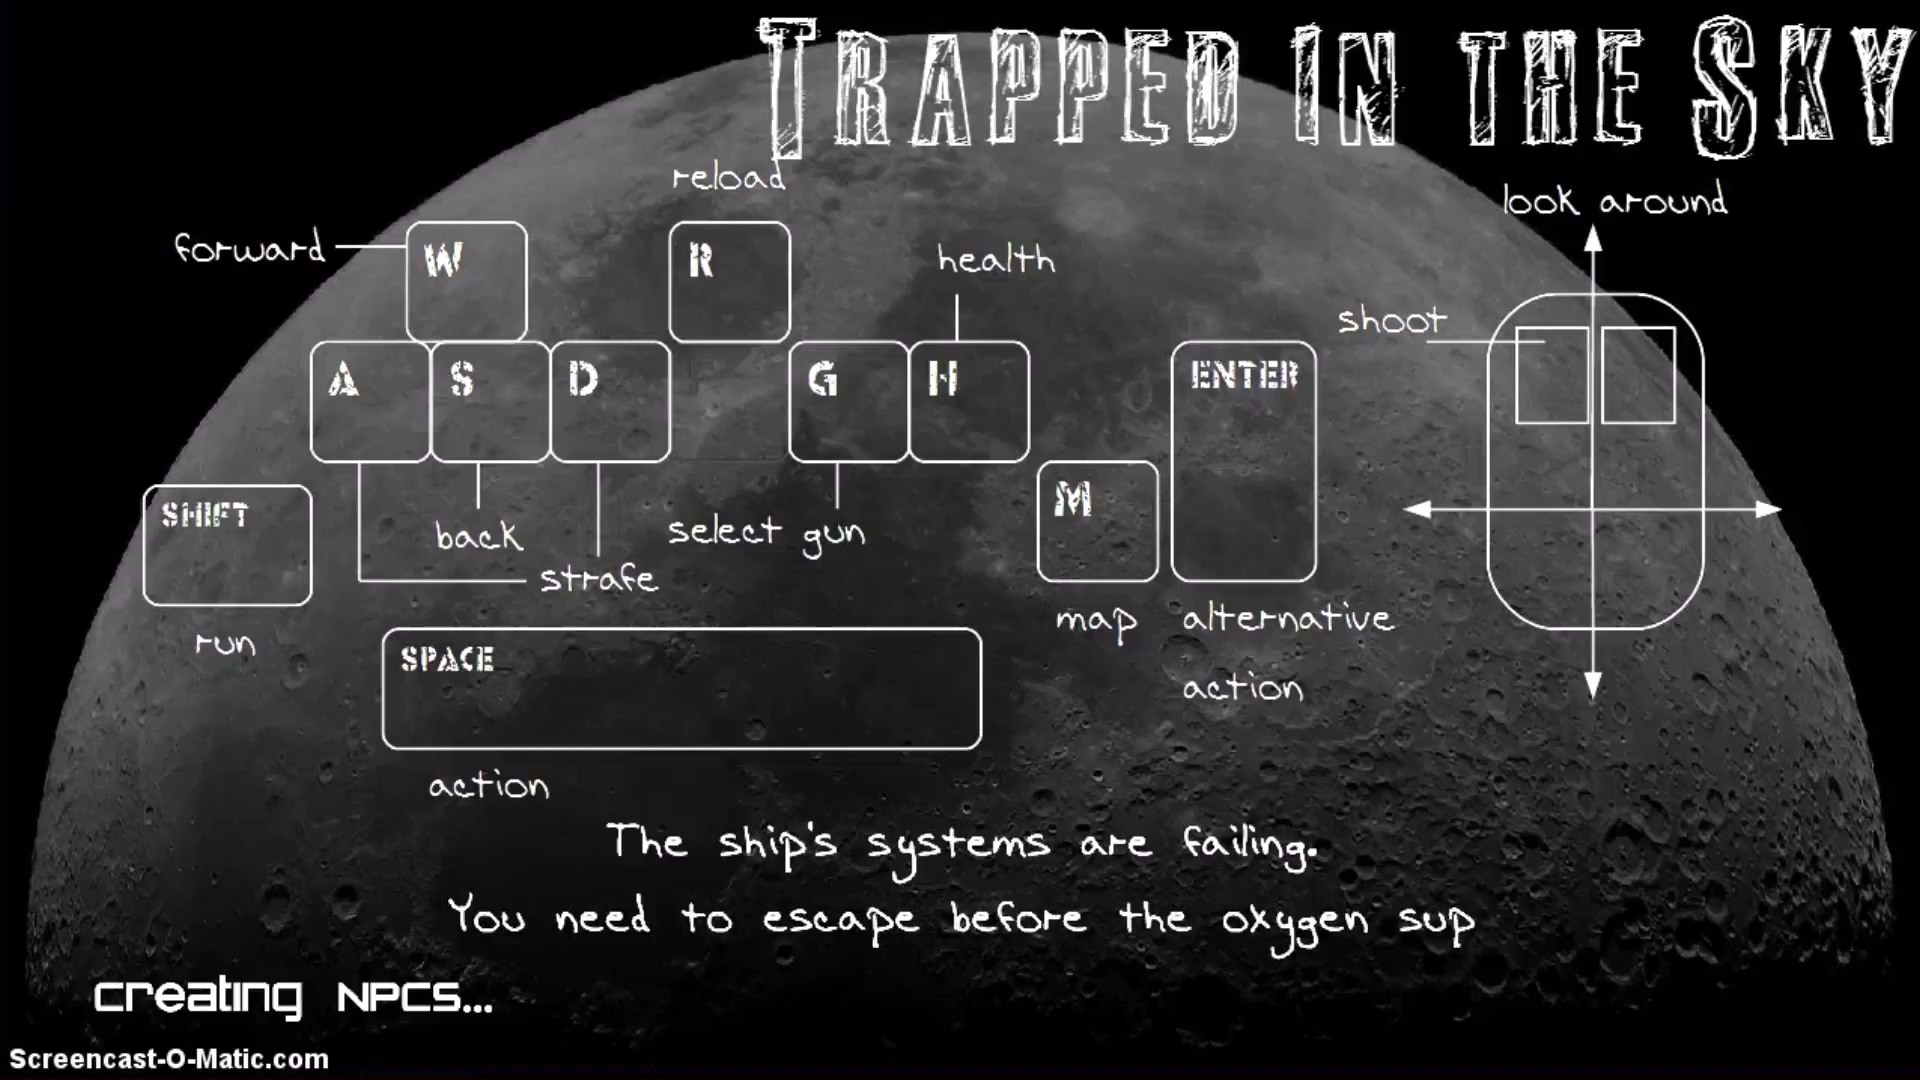 Trapped in the Sky
reload
look around
forward
W
R
health
shoot
A
S
D
G
H
ENTER
SHIFT
M
back
select gun
strafe
run
map
alternative
action
SPACE
action
The ship's systems are failing.
You need to escape before the oxygen sup
creating NPCs...
Screencast-O-Matic.com